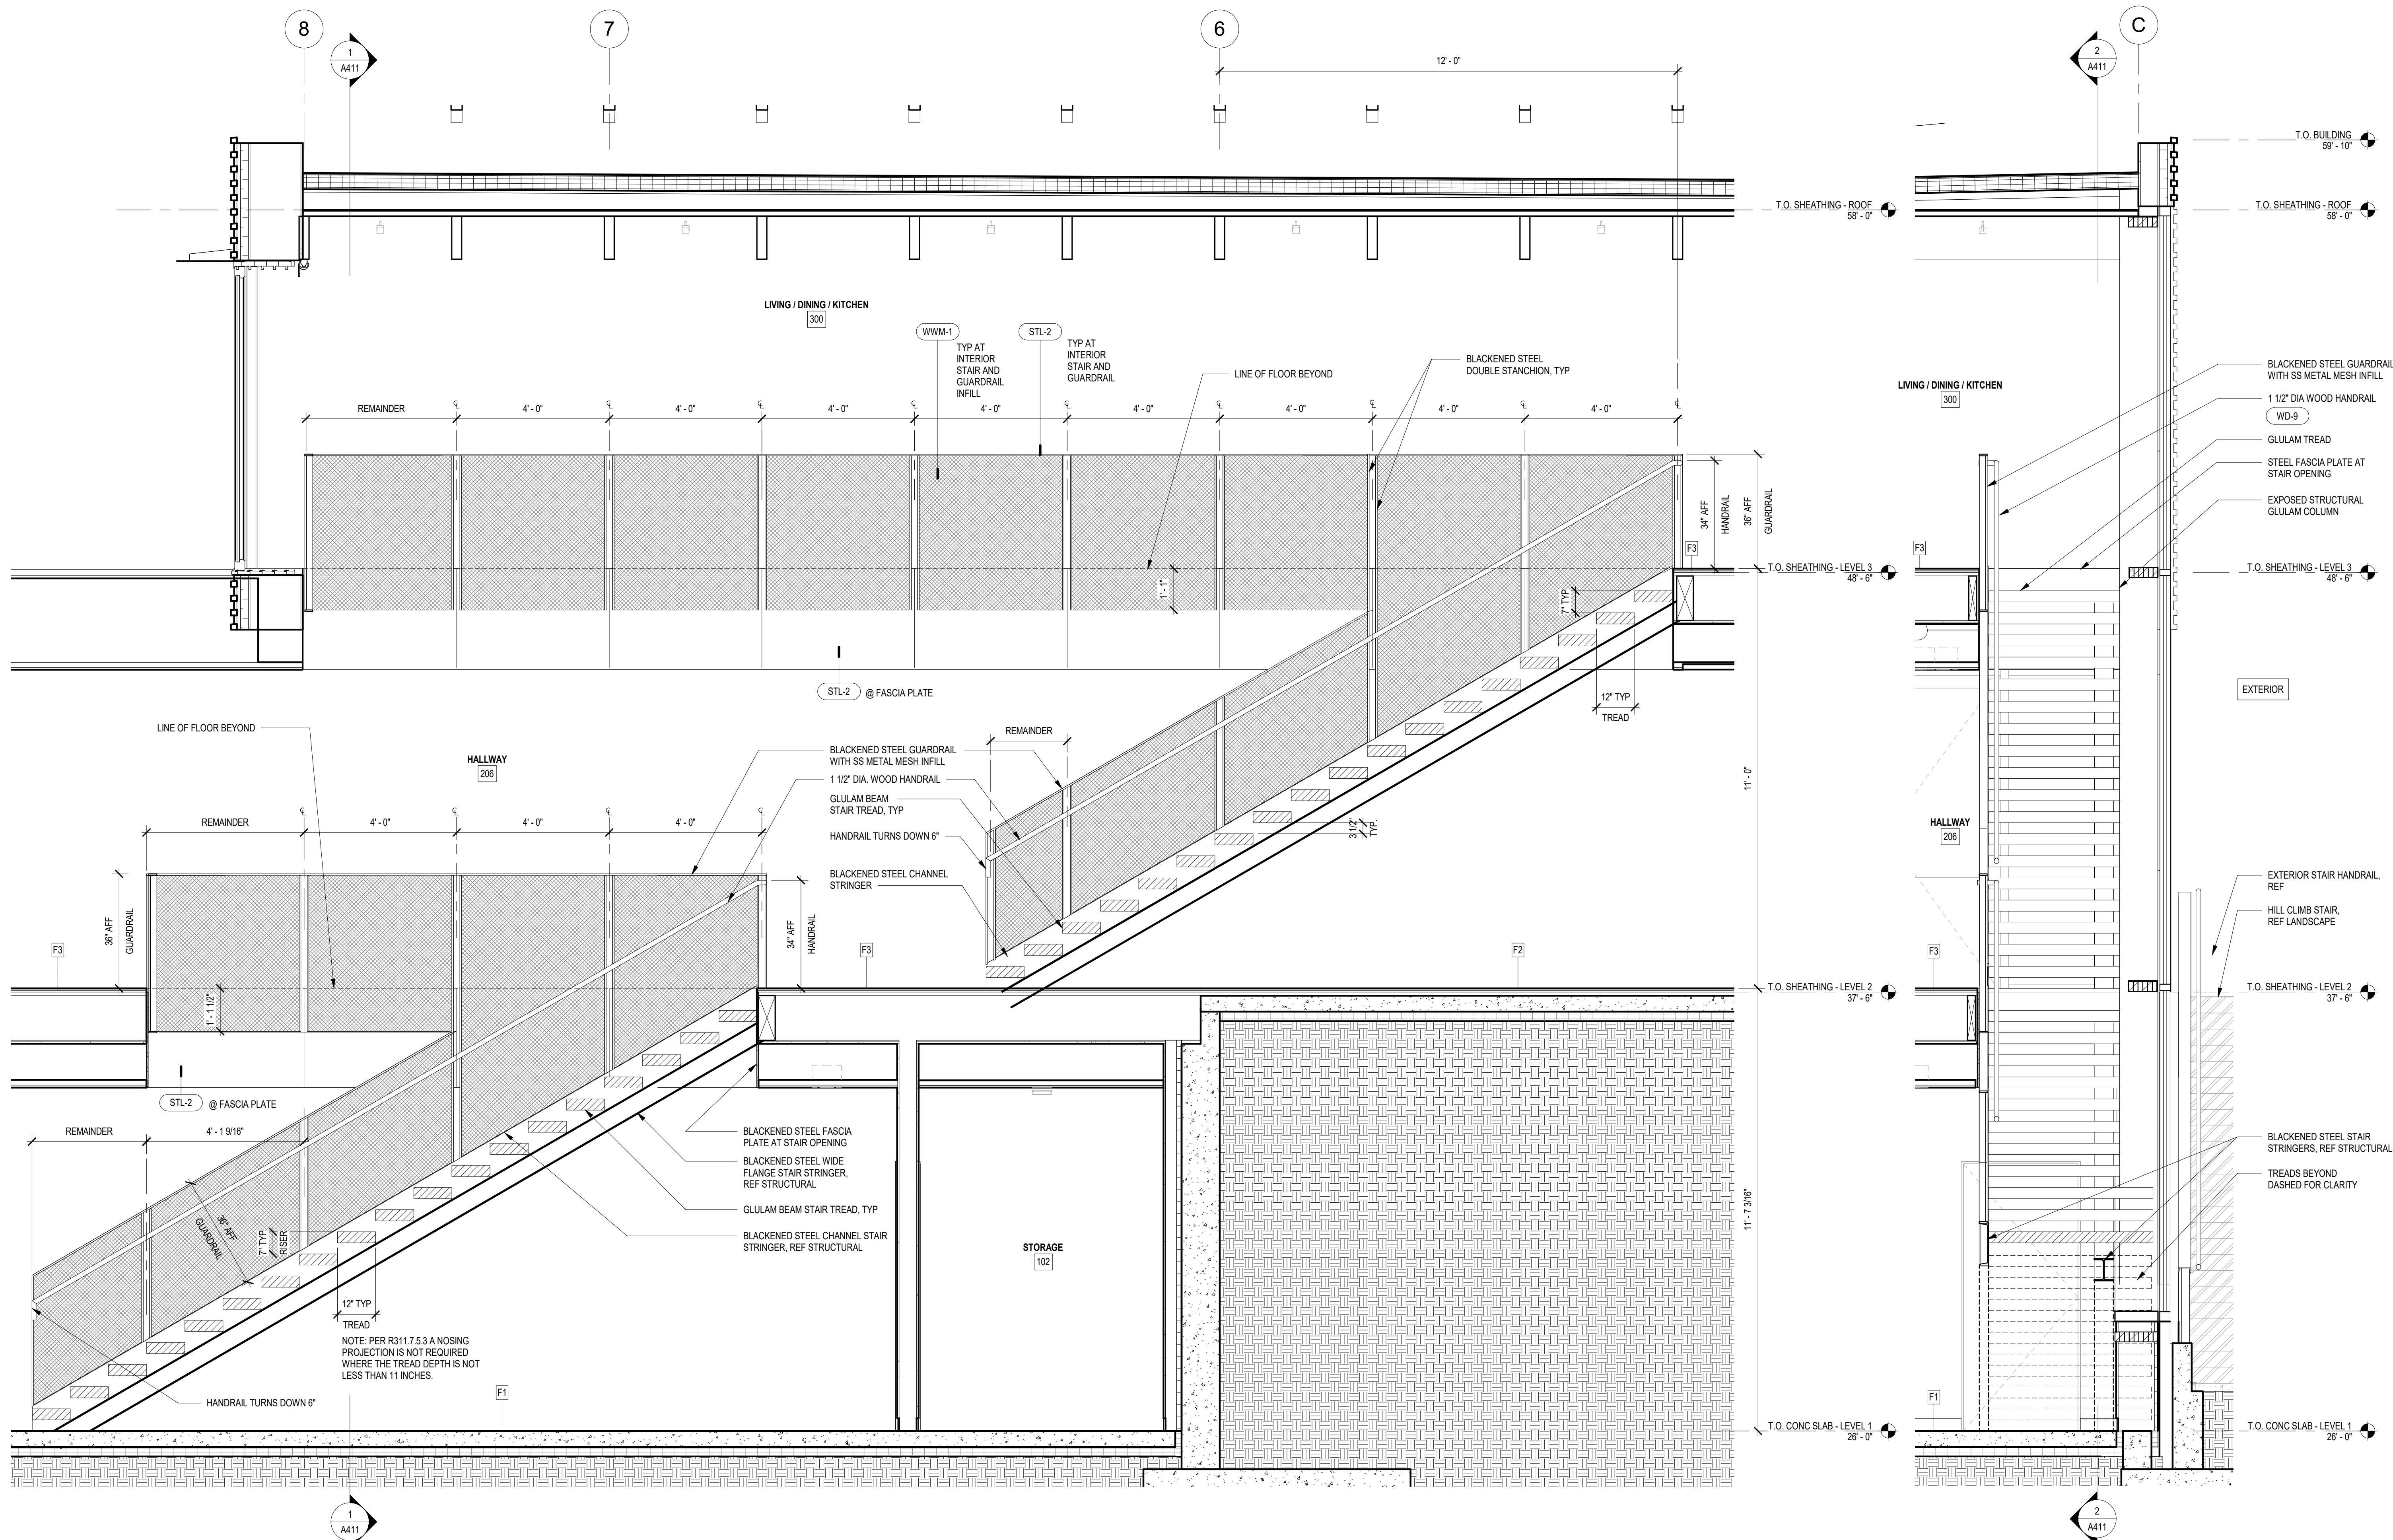 8
7
6
C
1
A411
2
A411
12' - 0"
T.O. BUILDING
59' - 10"
T.O. SHEATHING - ROOF
58' - 0"
T.O. SHEATHING - ROOF
58' - 0"
LIVING / DINING / KITCHEN
300
WWM-1
TYP AT
INTERIOR
STAIR AND
GUARDRAIL
INFILL
STL-2
TYP AT
INTERIOR
STAIR AND
GUARDRAIL
LINE OF FLOOR BEYOND
BLACKENED STEEL
DOUBLE STANCHION, TYP
REMAINDER
4' - 0"
4' - 0"
4' - 0"
4' - 0"
4' - 0"
4' - 0"
4' - 0"
4' - 0"
34" AFF
HANDRAIL
36" AFF
GUARDRAIL
F3
1' - 1"
7" TYP
12" TYP
TREAD
T.O. SHEATHING - LEVEL 3
48' - 6"
STL-2
@ FASCIA PLATE
LINE OF FLOOR BEYOND
HALLWAY
206
REMAINDER
BLACKENED STEEL GUARDRAIL
WITH SS METAL MESH INFILL
1 1/2" DIA. WOOD HANDRAIL
GLULAM BEAM
STAIR TREAD, TYP
HANDRAIL TURNS DOWN 6"
BLACKENED STEEL CHANNEL
STRINGER
3 1/2"
TYP.
11' - 0"
REMAINDER
4' - 0"
4' - 0"
4' - 0"
36" AFF
GUARDRAIL
34" AFF
HANDRAIL
F3
F3
F2
1' - 1 1/2"
T.O. SHEATHING - LEVEL 2
37' - 6"
STL-2
@ FASCIA PLATE
REMAINDER
4' - 1 9/16"
36" AFF
GUARDRAIL
7" TYP
RISER
12" TYP
TREAD
NOTE: PER R311.7.5.3 A NOSING
PROJECTION IS NOT REQUIRED
WHERE THE TREAD DEPTH IS NOT
LESS THAN 11 INCHES.
HANDRAIL TURNS DOWN 6"
BLACKENED STEEL FASCIA
PLATE AT STAIR OPENING
BLACKENED STEEL WIDE
FLANGE STAIR STRINGER,
REF STRUCTURAL
GLULAM BEAM STAIR TREAD, TYP
BLACKENED STEEL CHANNEL STAIR
STRINGER, REF STRUCTURAL
STORAGE
102
11' - 7 3/16"
F1
T.O. CONC SLAB - LEVEL 1
26' - 0"
1
A411
LIVING / DINING / KITCHEN
300
BLACKENED STEEL GUARDRAIL
WITH SS METAL MESH INFILL
1 1/2" DIA WOOD HANDRAIL
WD-9
GLULAM TREAD
STEEL FASCIA PLATE AT
STAIR OPENING
EXPOSED STRUCTURAL
GLULAM COLUMN
F3
T.O. SHEATHING - LEVEL 3
48' - 6"
EXTERIOR
HALLWAY
206
EXTERIOR STAIR HANDRAIL,
REF
HILL CLIMB STAIR,
REF LANDSCAPE
F3
T.O. SHEATHING - LEVEL 2
37' - 6"
BLACKENED STEEL STAIR
STRINGERS, REF STRUCTURAL
TREADS BEYOND
DASHED FOR CLARITY
F1
T.O. CONC SLAB - LEVEL 1
26' - 0"
2
A411